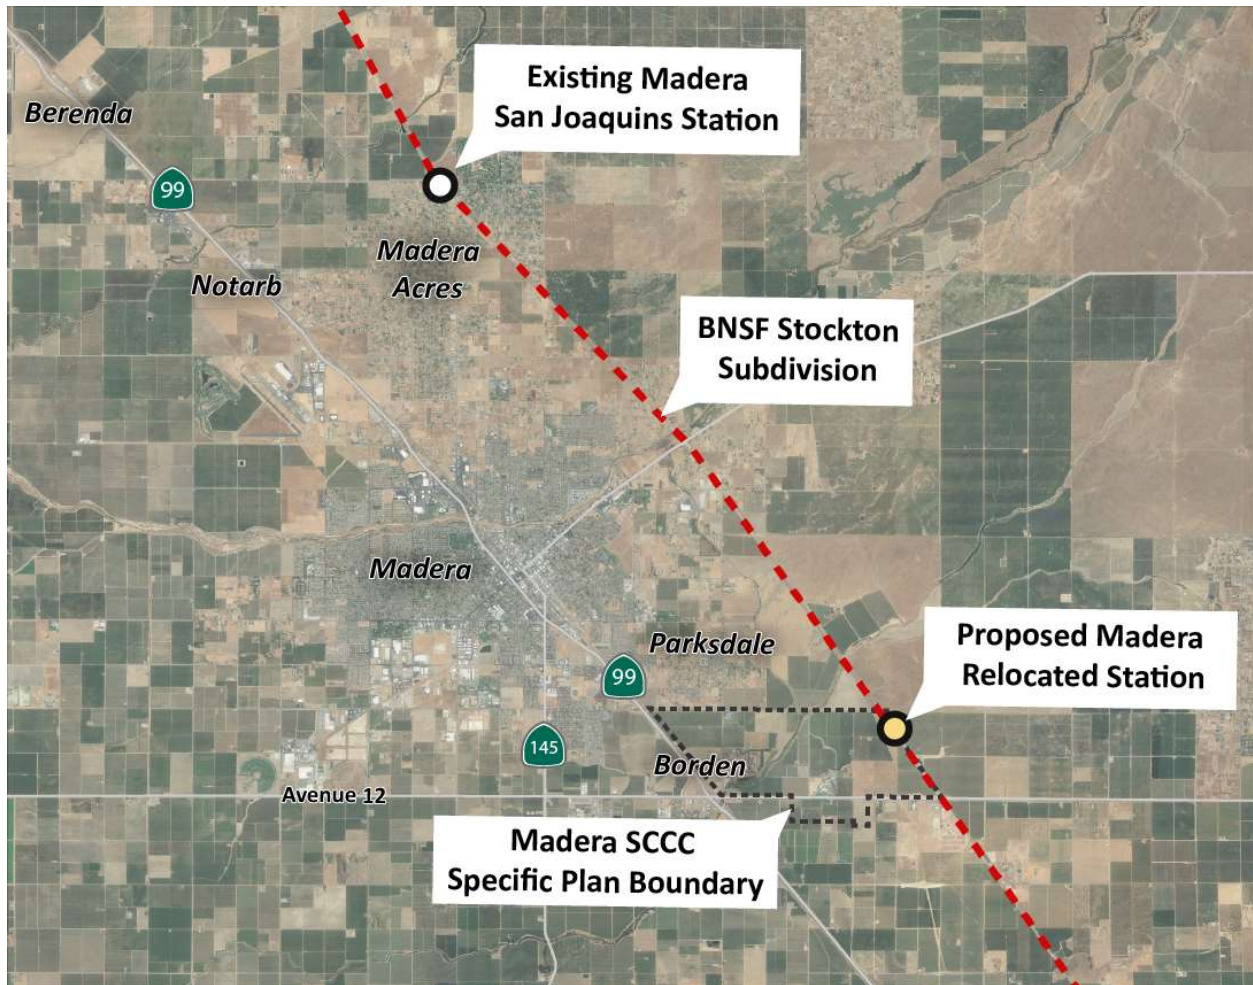 Existing Madera
San Joaquins Station
Berenda
99
Madera
Acres
Notarb
BNSF Stockton
Subdivision
Madera
Parksdale
Proposed Madera
Relocated Station
99
145
Borden
Avenue 12
Madera SCCC
Specific Plan Boundary